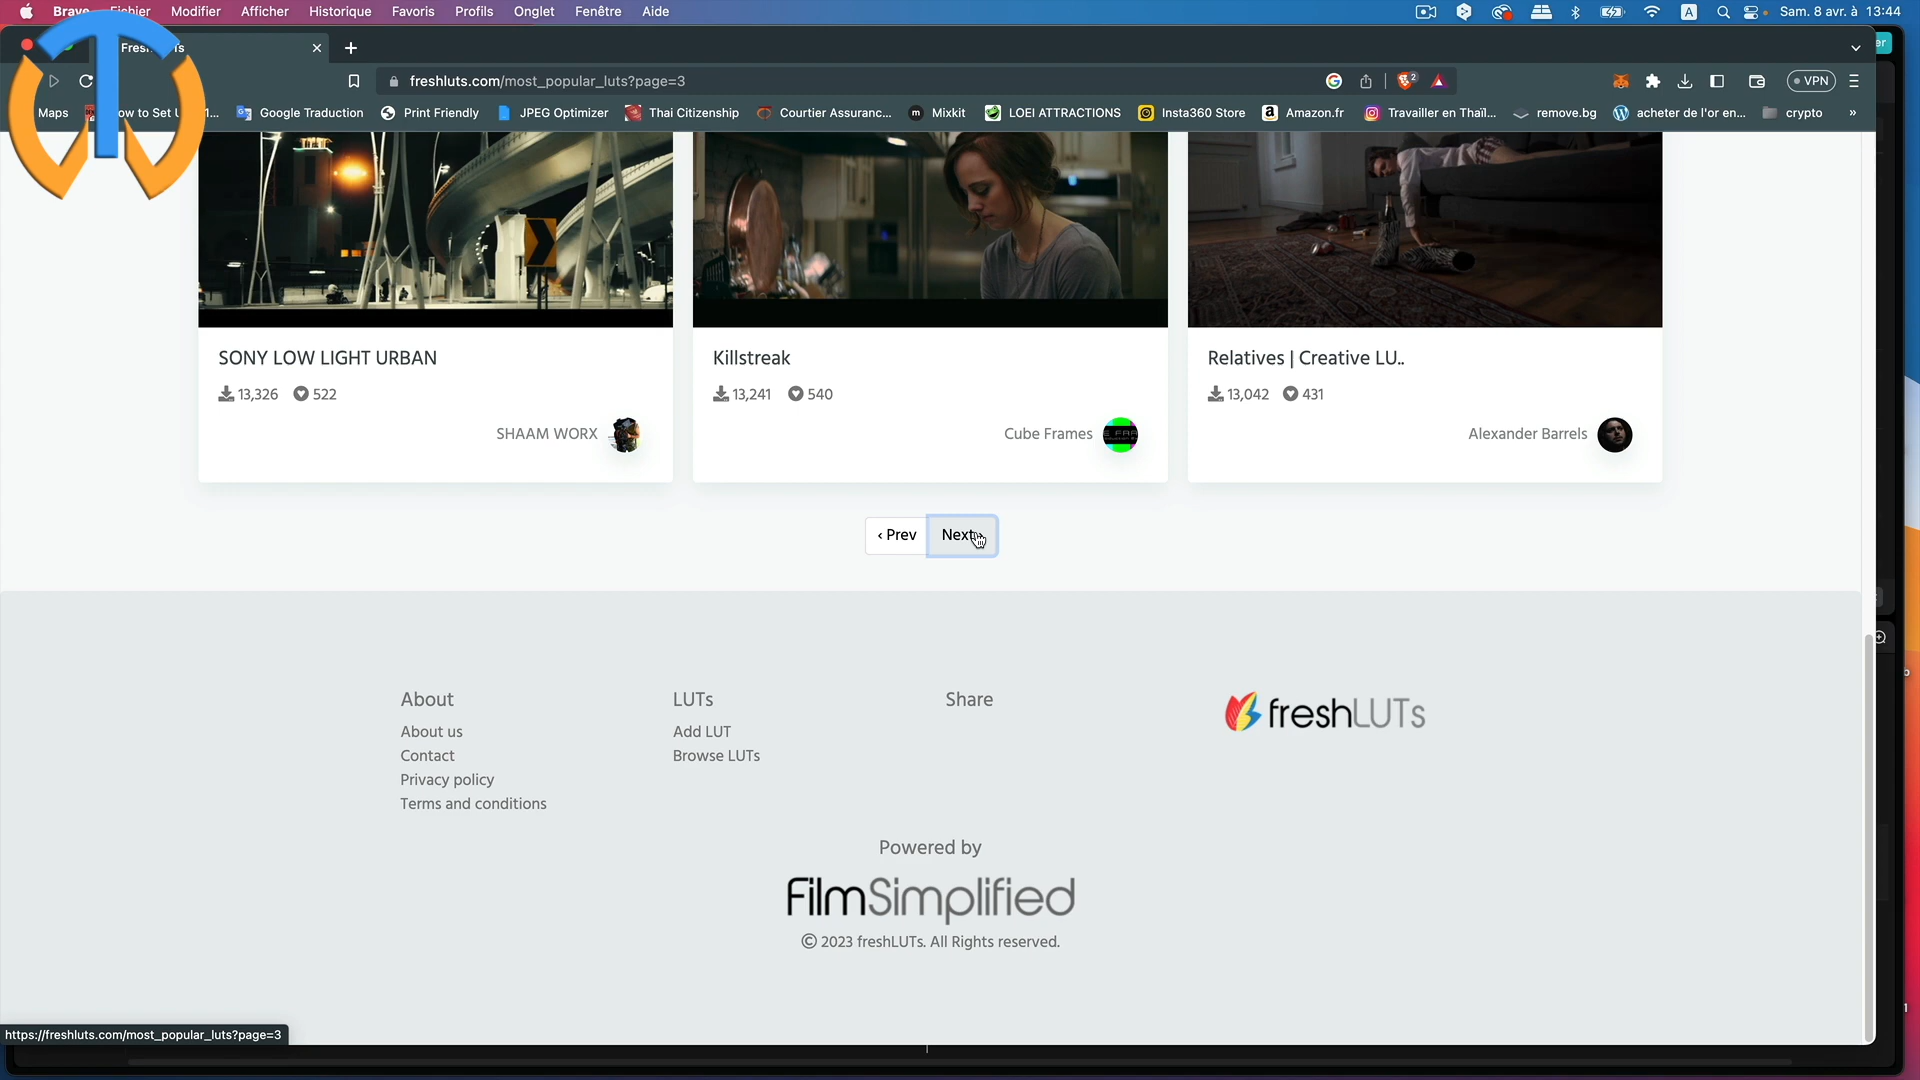 Brave Fichier Modifier Afficher Historique Favoris Profils Onglet Fenêtre Aide
A Sam. 8 avr. à 13:44
er
freshluts.com/most_popular_luts?page=3
2
VPN
Maps
Google Traduction
Print Friendly
JPEG Optimizer
Thai Citizenship
Courtier Assuranc...
m Mixkit
LOEI ATTRACTIONS
Insta360 Store
a Amazon.fr
Travailler en Thaïl...
remove.bg
acheter de l'or en...
crypto
»
SONY LOW LIGHT URBAN
13,326 522
SHAAM WORX
Killstreak
13,241 540
Cube Frames
Relatives | Creative LU..
13,042 431
Alexander Barrels
‹ Prev
Next
About
About us
Contact
Privacy policy
Terms and conditions
LUTs
Add LUT
Browse LUTs
Share
freshLUTs
Powered by
FilmSimplified
© 2023 freshLUTs. All Rights reserved.
https://freshluts.com/most_popular_luts?page=3